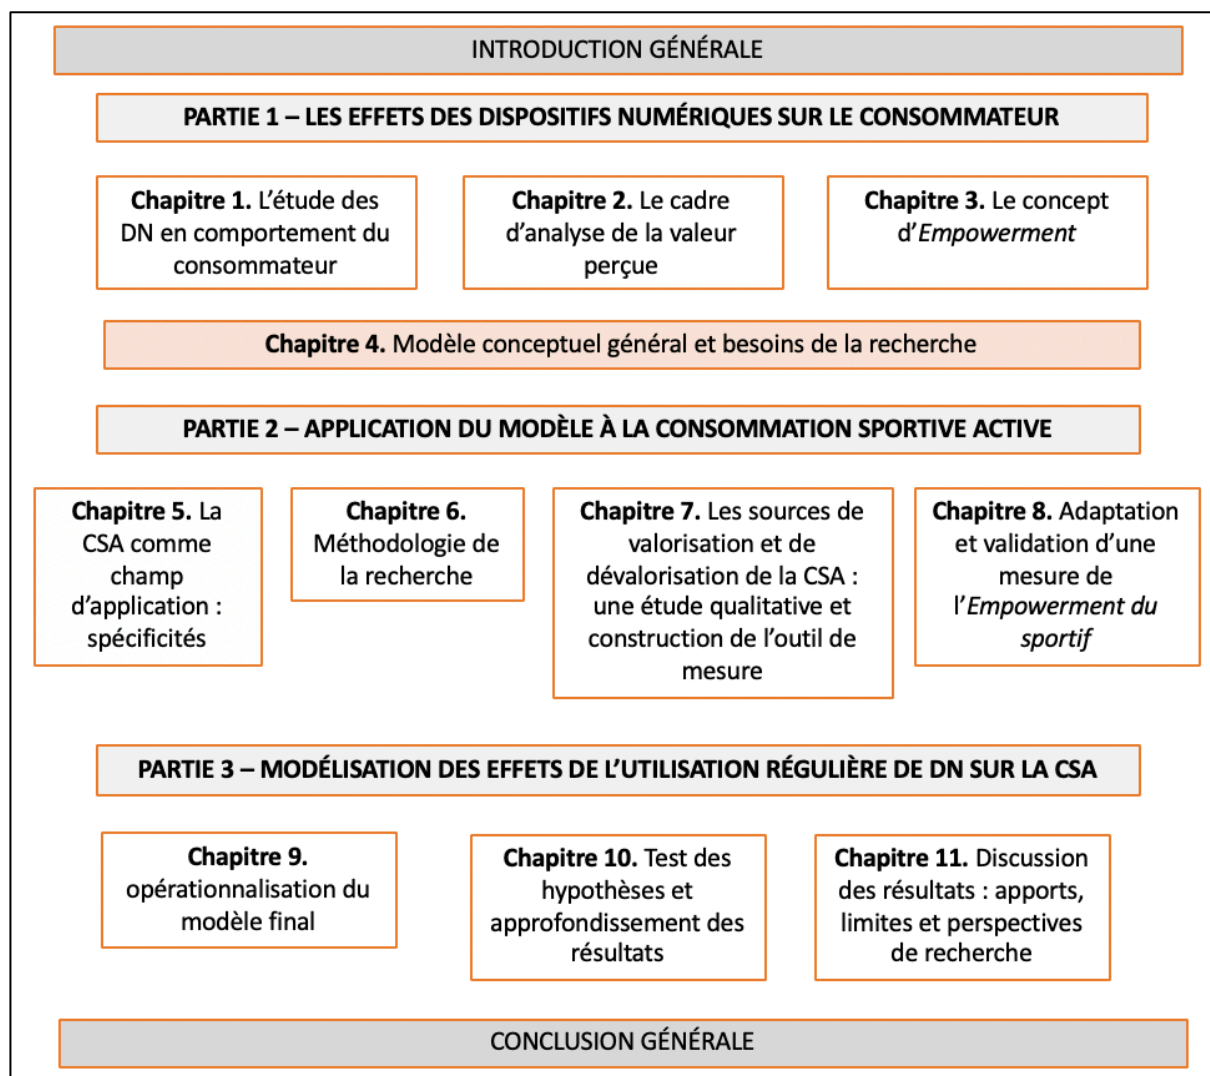 INTRODUCTION GÉNÉRALE
PARTIE 1 – LES EFFETS DES DISPOSITIFS NUMÉRIQUES SUR LE CONSOMMATEUR
Chapitre 1. L’étude des
DN en comportement du
consommateur
Chapitre 2. Le cadre
d’analyse de la valeur
perçue
Chapitre 3. Le concept
d’Empowerment
Chapitre 4. Modèle conceptuel général et besoins de la recherche
PARTIE 2 – APPLICATION DU MODÈLE À LA CONSOMMATION SPORTIVE ACTIVE
Chapitre 5. La
CSA comme
champ
d’application :
spécificités
Chapitre 6.
Méthodologie de
la recherche
Chapitre 7. Les sources de
valorisation et de
dévalorisation de la CSA :
une étude qualitative et
construction de l’outil de
mesure
Chapitre 8. Adaptation
et validation d’une
mesure de
l’Empowerment du
sportif
PARTIE 3 – MODÉLISATION DES EFFETS DE L’UTILISATION RÉGULIÈRE DE DN SUR LA CSA
Chapitre 9.
opérationnalisation du
modèle final
Chapitre 10. Test des
hypothèses et
approfondissement des
résultats
Chapitre 11. Discussion
des résultats : apports,
limites et perspectives
de recherche
CONCLUSION GÉNÉRALE